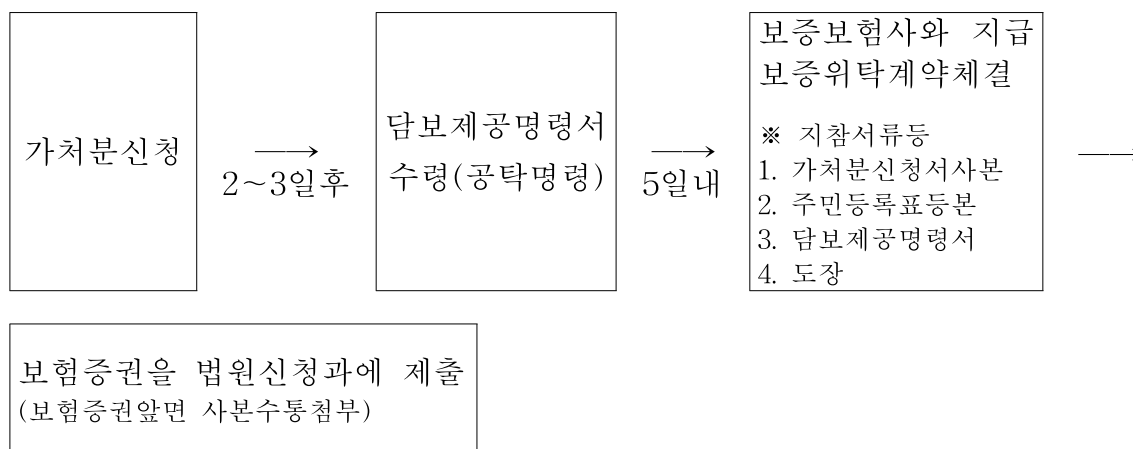 가처분신청
──→
2~3일후
담보제공명령서
수령(공탁명령)
──→
5일내
보증보험사와 지급
보증위탁계약체결
※ 지참서류등
1. 가처분신청서사본
2. 주민등록표등본
3. 담보제공명령서
4. 도장
──→
보험증권을 법원신청과에 제출
(보험증권앞면 사본수통첨부)